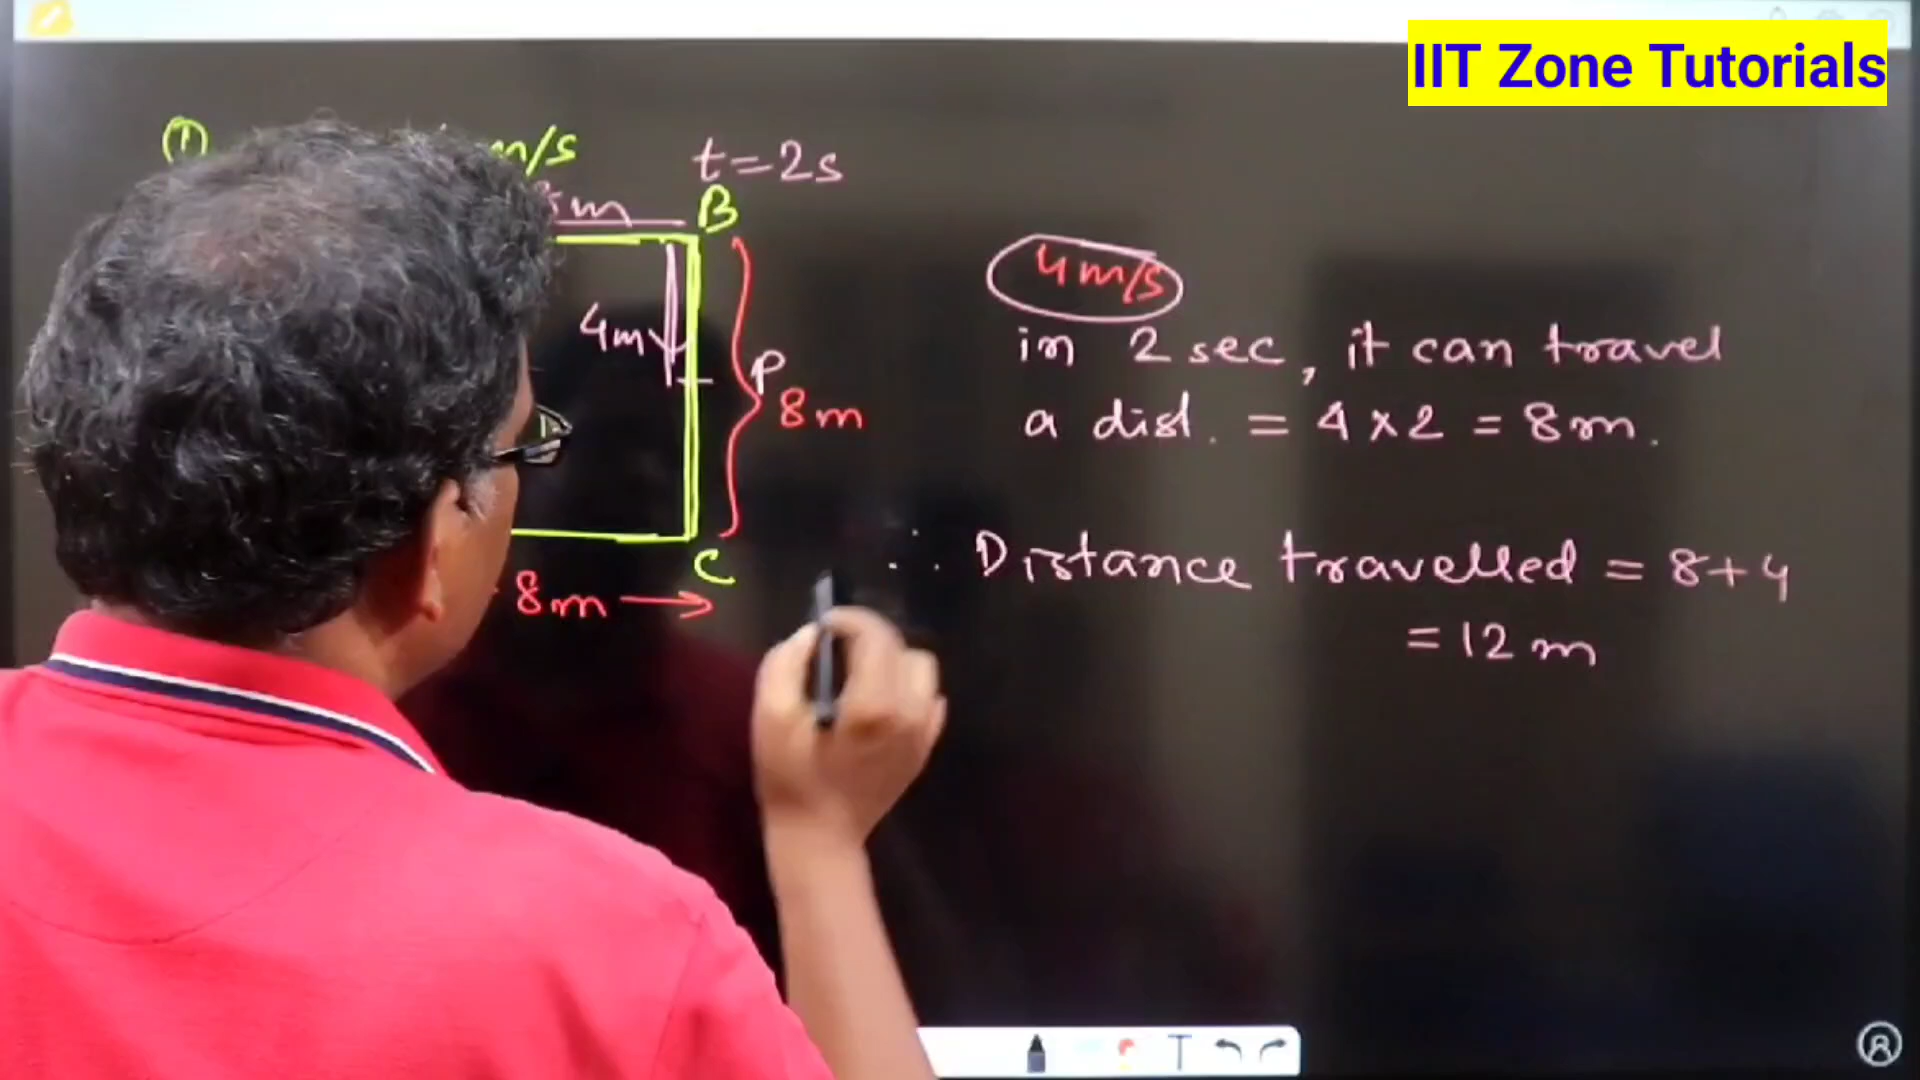 IIT Zone Tutorials
①
m/s
t=2s
m
B
4m
P
8m
C
8m
4m/s
in 2 sec, it can travel
a dist. = 4×2 = 8m.
∴ Distance travelled = 8+4
= 12 m
T